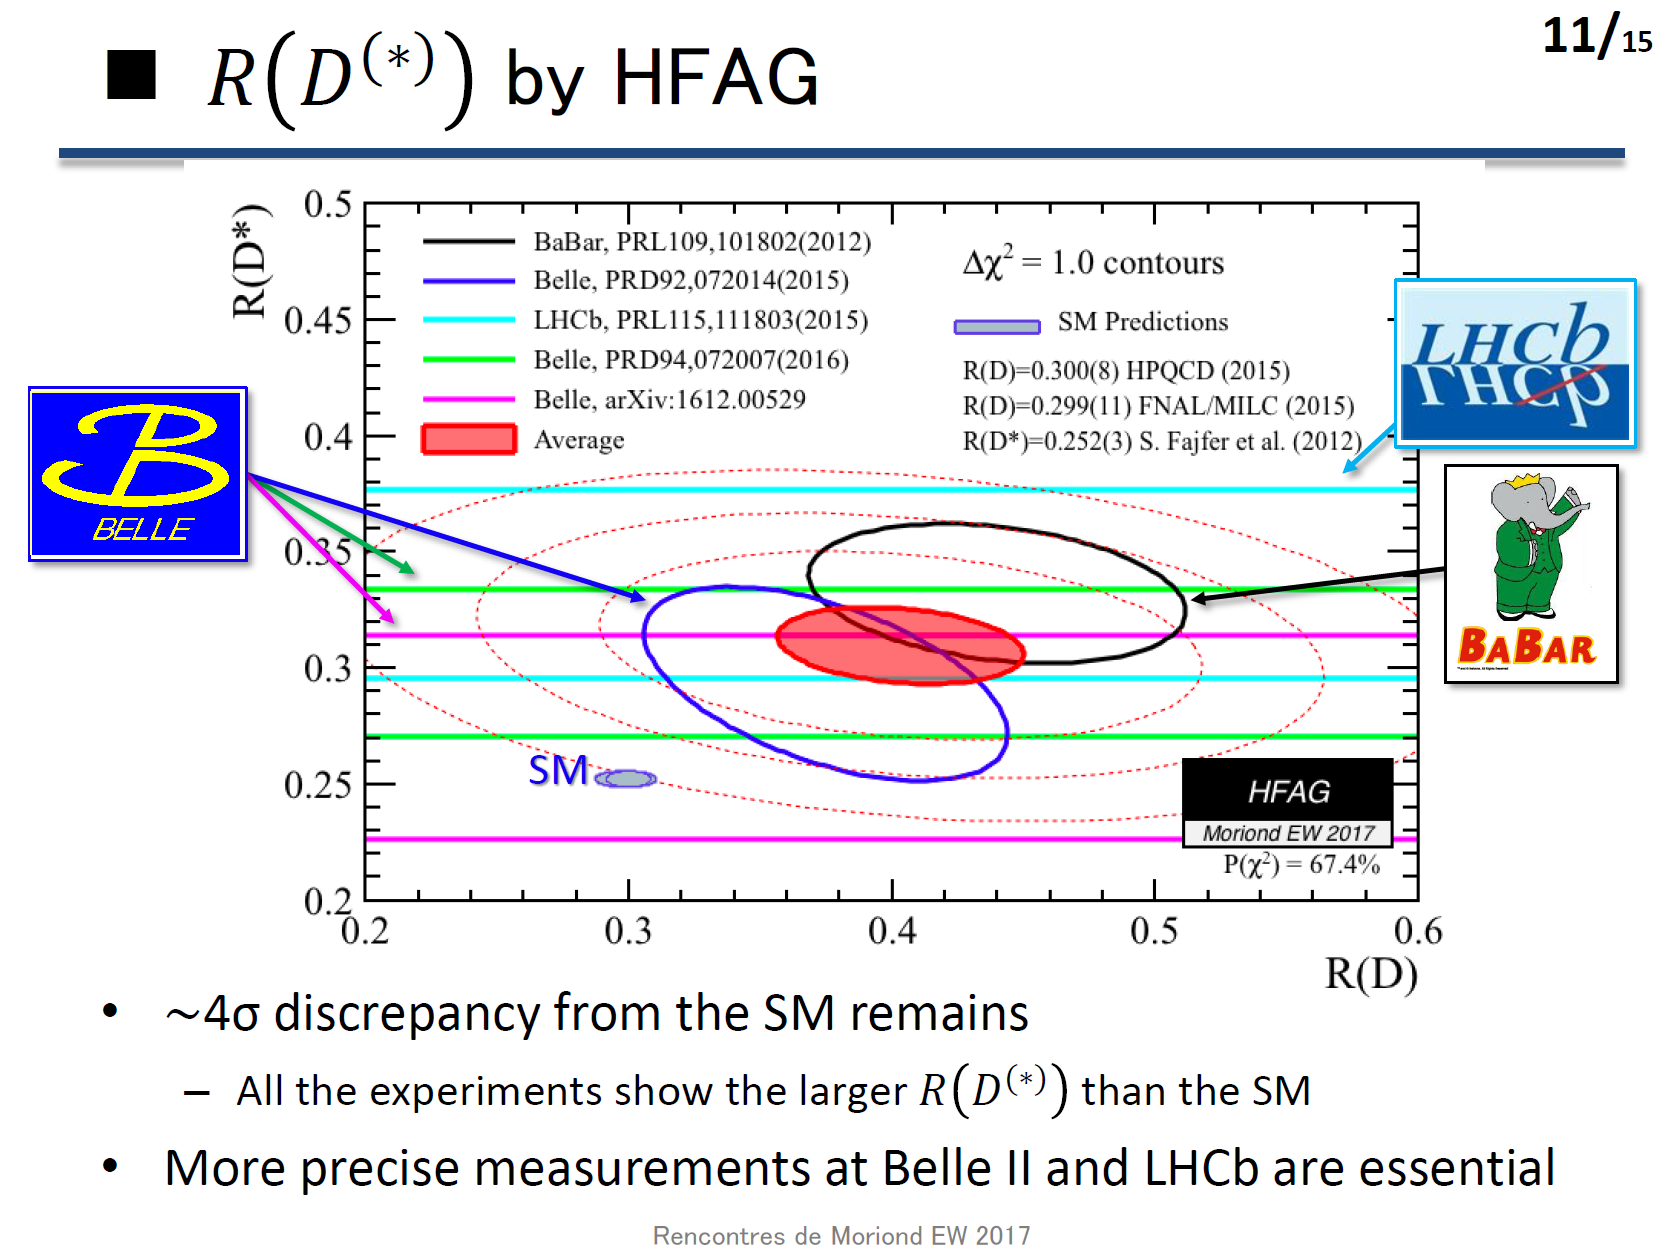 11/15
■ R(D(*)) by HFAG
R(D*)
0.5
0.45
0.4
0.35
0.3
0.25
0.2
BaBar, PRL109,101802(2012)
Belle, PRD92,072014(2015)
LHCb, PRL115,111803(2015)
Belle, PRD94,072007(2016)
Belle, arXiv:1612.00529
Average
Δχ² = 1.0 contours
SM Predictions
R(D)=0.300(8) HPQCD (2015)
R(D)=0.299(11) FNAL/MILC (2015)
R(D*)=0.252(3) S. Fajfer et al. (2012)
LHCb
B
BELLE
BABAR
SM
HFAG
Moriond EW 2017
P(χ²) = 67.4%
0.2 0.3 0.4 0.5 0.6
R(D)
• ~4σ discrepancy from the SM remains
– All the experiments show the larger R(D(*)) than the SM
• More precise measurements at Belle II and LHCb are essential
Rencontres de Moriond EW 2017